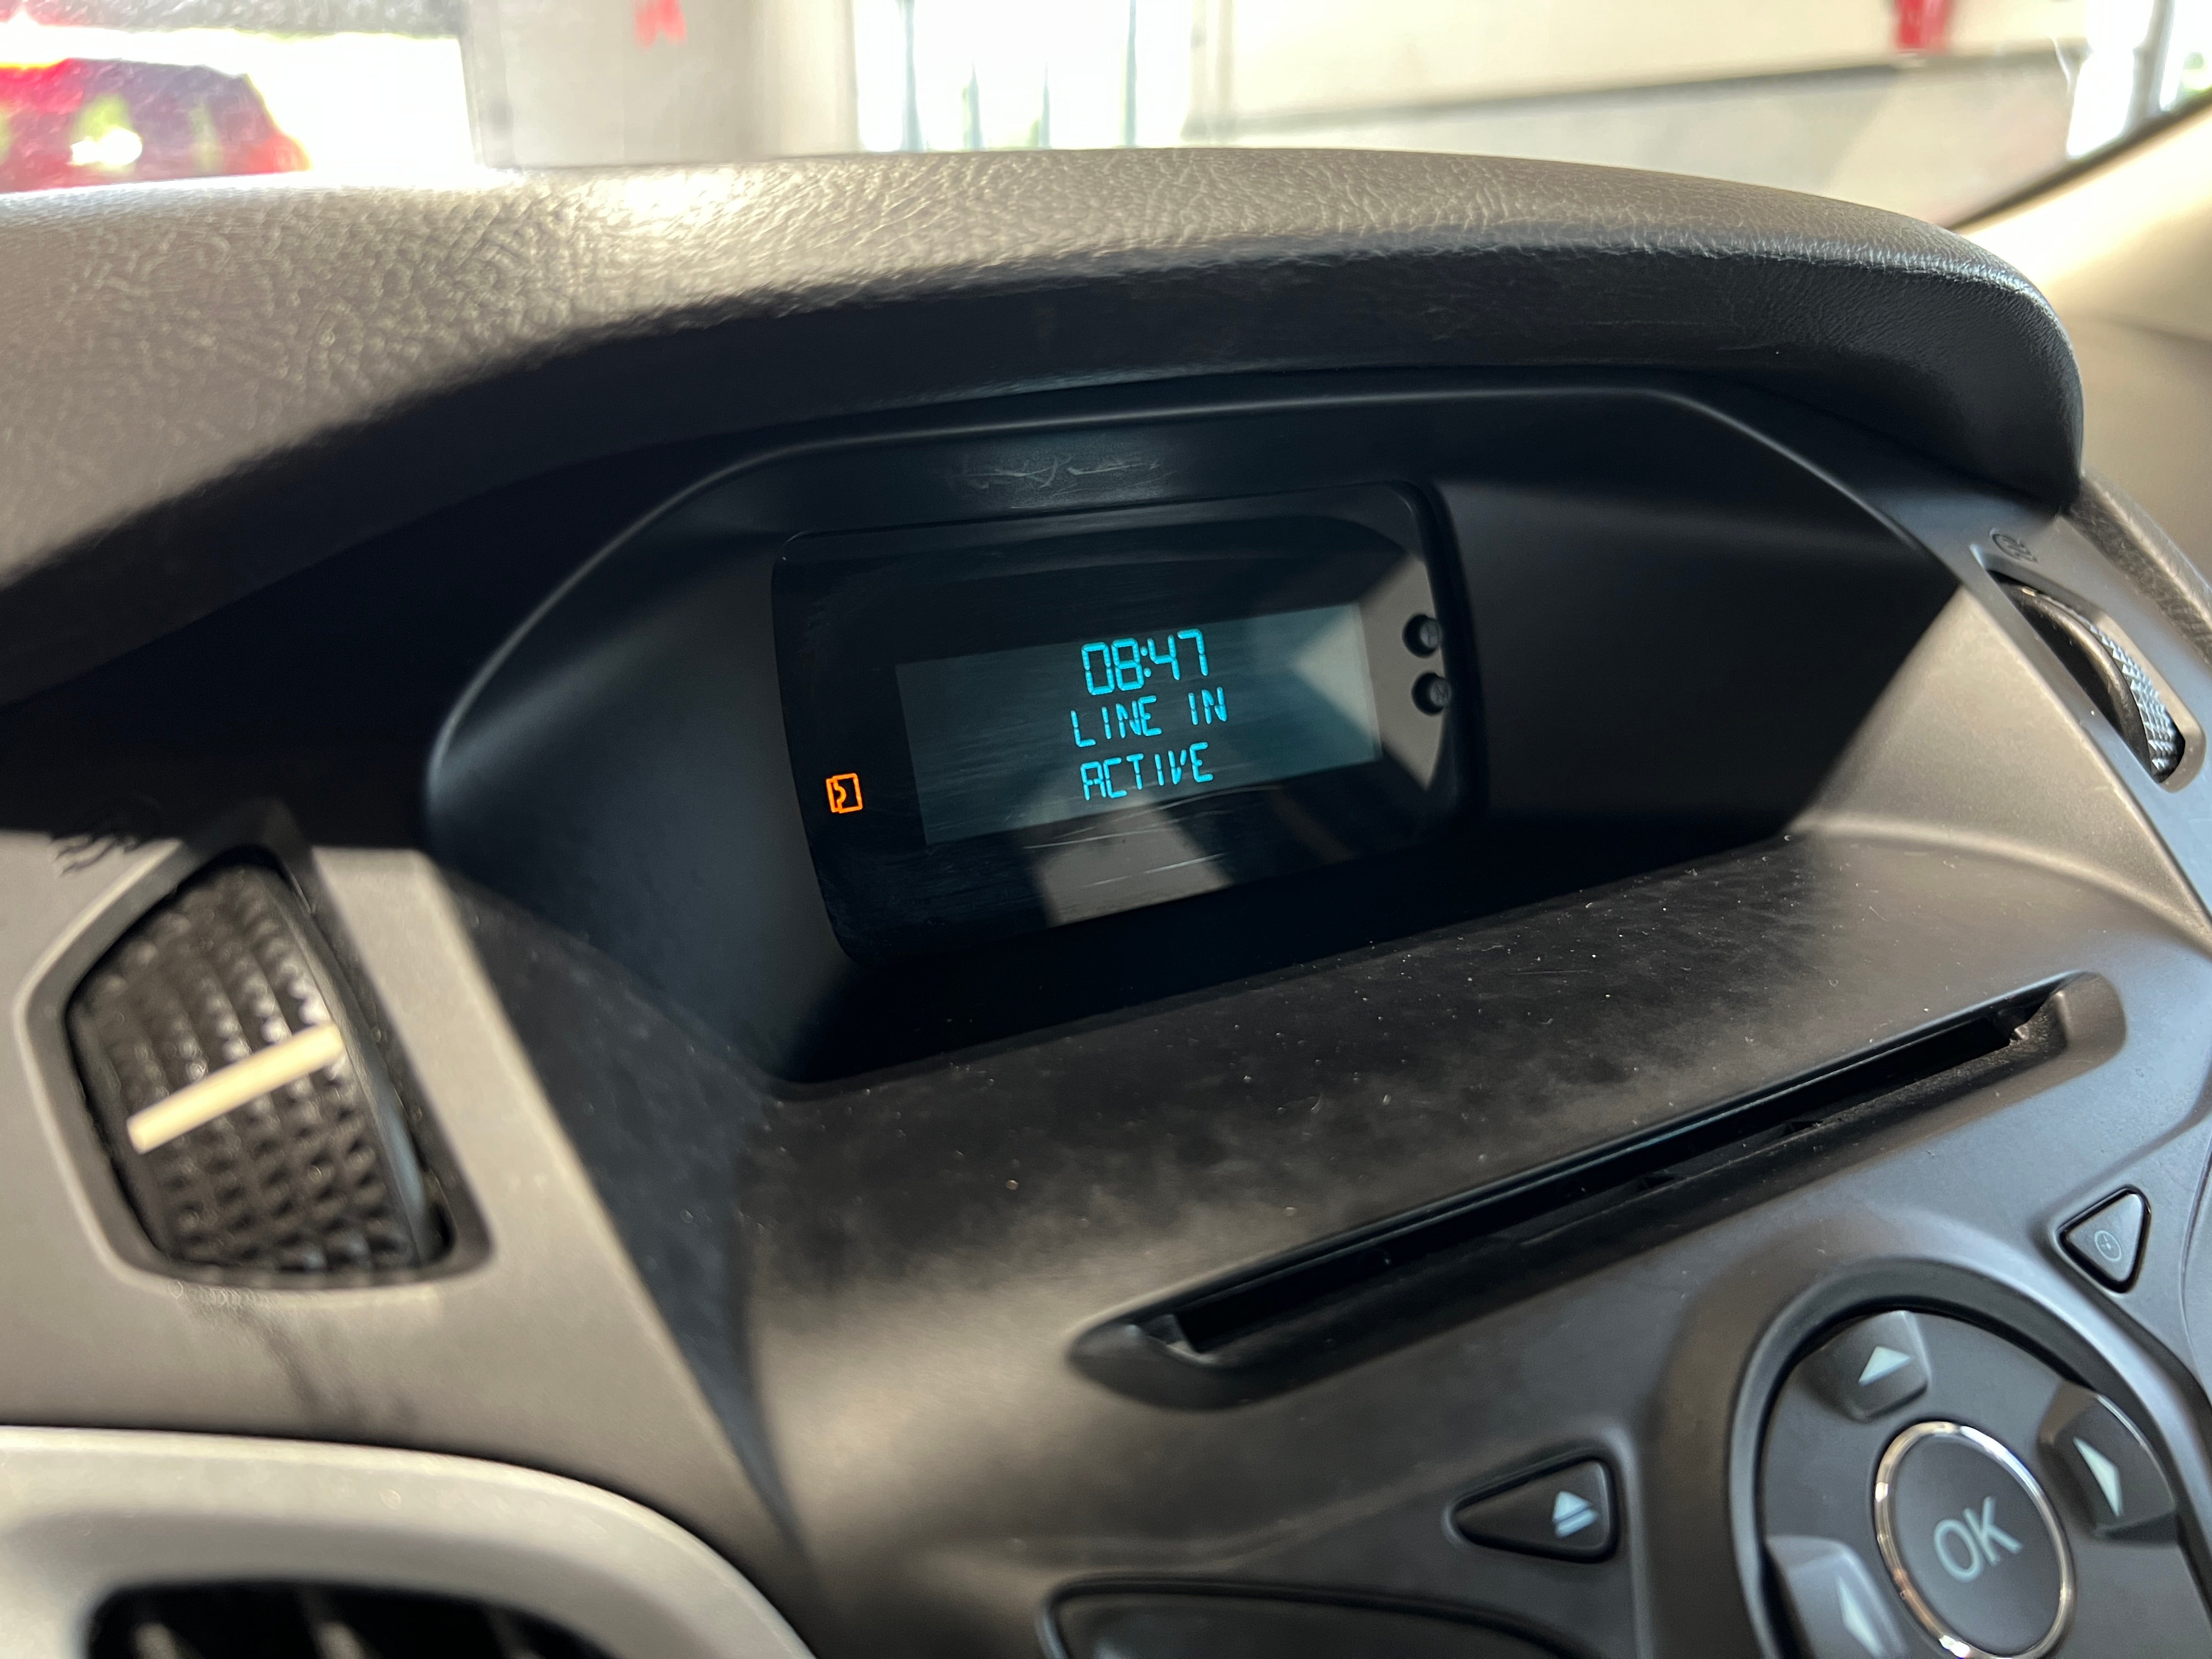 08:47
LINE IN
ACTIVE
H
M
OK